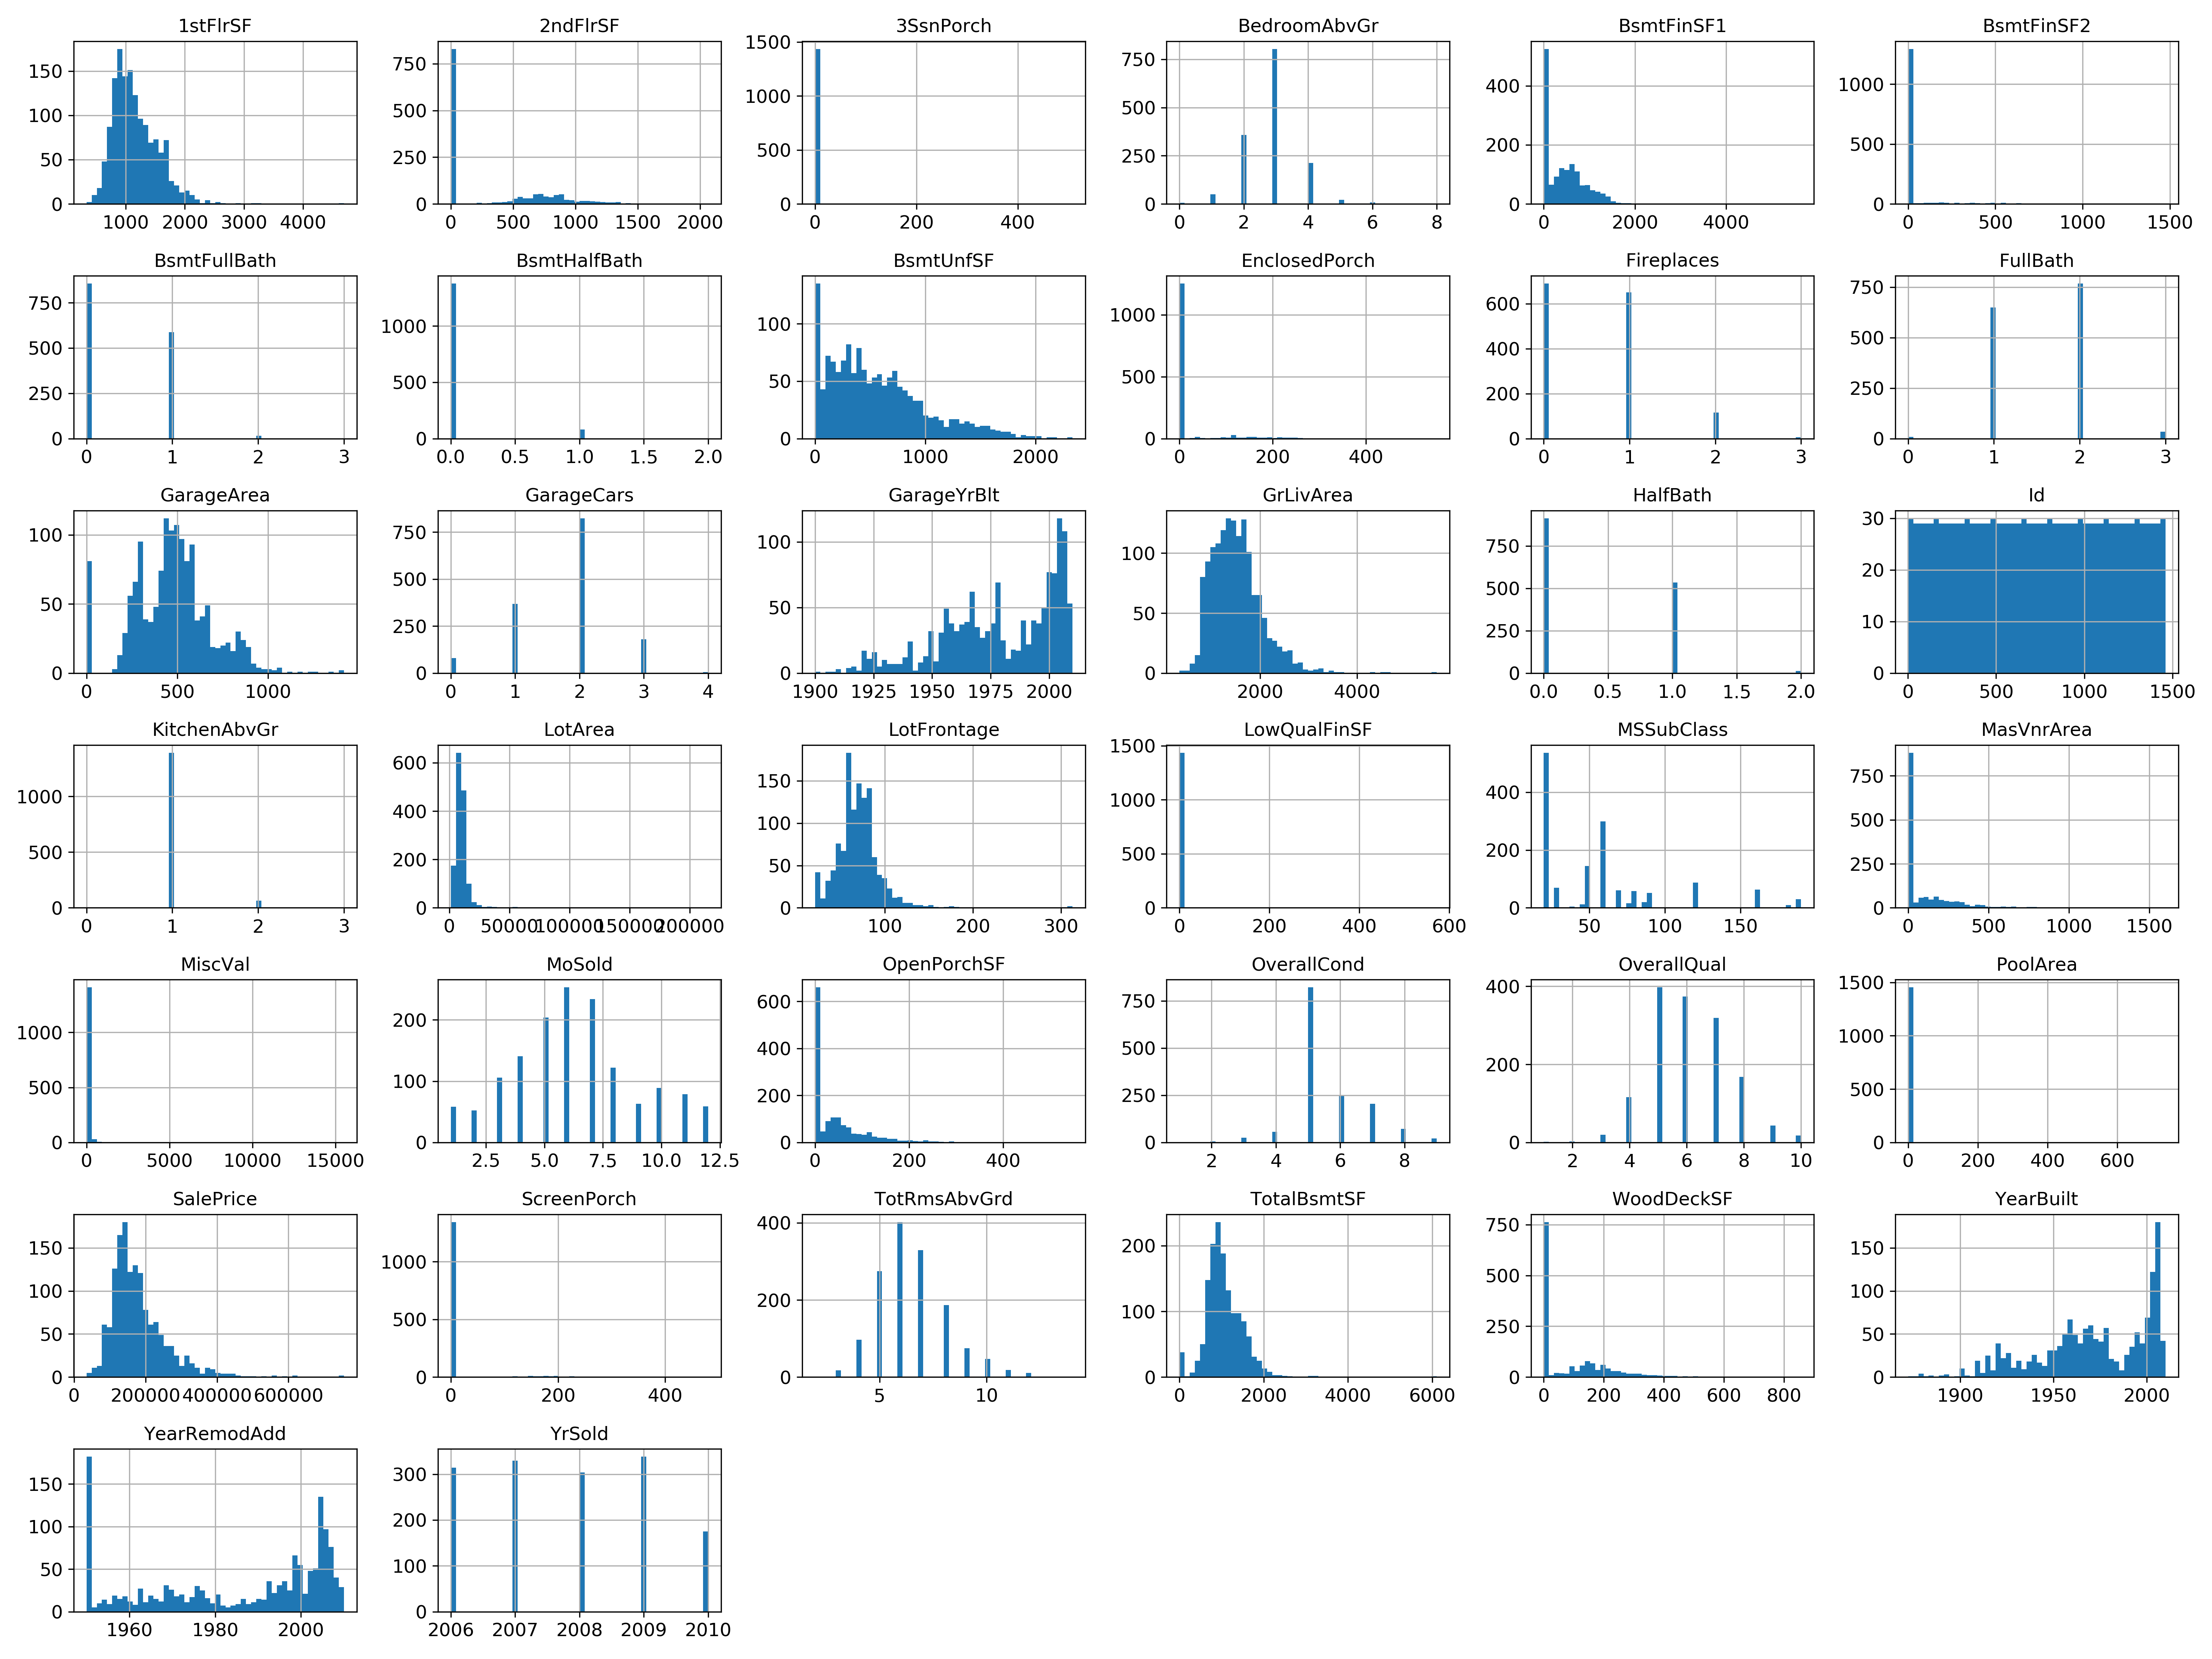 1stFlrSF 2ndFlrSF 3SsnPorch BedroomAbvGr BsmtFinSF1 BsmtFinSF2
150 100 50 0 750 500 250 0 1500 1000 500 0 750 500 250 0 400 200 0 1000 500 0
1000 2000 3000 4000 0 500 1000 1500 2000 0 200 400 0 2 4 6 8 0 2000 4000 0 500 1000 1500
BsmtFullBath BsmtHalfBath BsmtUnfSF EnclosedPorch Fireplaces FullBath
750 500 250 0 1000 500 0 100 50 0 1000 500 0 600 400 200 0 750 500 250 0
0 1 2 3 0.0 0.5 1.0 1.5 2.0 0 1000 2000 0 200 400 0 1 2 3 0 1 2 3
GarageArea GarageCars GarageYrBlt GrLivArea HalfBath Id
100 50 0 750 500 250 0 100 50 0 100 50 0 750 500 250 0 30 20 10 0
0 500 1000 0 1 2 3 4 1900 1925 1950 1975 2000 2000 4000 0.0 0.5 1.0 1.5 2.0 0 500 1000 1500
KitchenAbvGr LotArea LotFrontage LowQualFinSF MSSubClass MasVnrArea
1000 500 0 600 400 200 0 150 100 50 0 1500 1000 500 0 400 200 0 750 500 250 0
0 1 2 3 0 50000 100000 150000 200000 100 200 300 0 200 400 600 50 100 150 0 500 1000 1500
MiscVal MoSold OpenPorchSF OverallCond OverallQual PoolArea
1000 500 0 200 100 0 600 400 200 0 750 500 250 0 400 200 0 1500 1000 500 0
0 5000 10000 15000 2.5 5.0 7.5 10.0 12.5 0 200 400 2 4 6 8 2 4 6 8 10 0 200 400 600
SalePrice ScreenPorch TotRmsAbvGrd TotalBsmtSF WoodDeckSF YearBuilt
150 100 50 0 1000 500 0 400 200 0 200 100 0 750 500 250 0 150 100 50 0
0 200000 400000 600000 0 200 400 5 10 0 2000 4000 6000 0 200 400 600 800 1900 1950 2000
YearRemodAdd YrSold
150 100 50 0 300 200 100 0
1960 1980 2000 2006 2007 2008 2009 2010